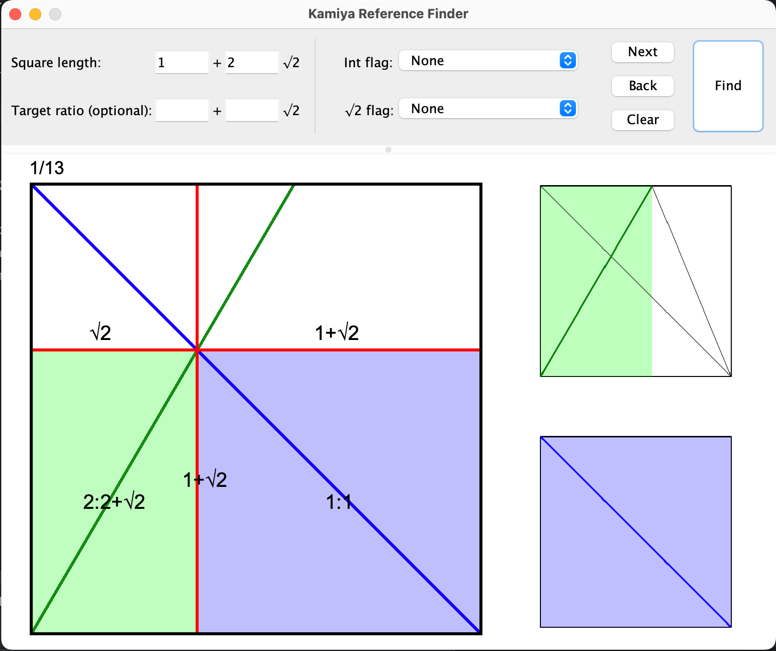 Kamiya Reference Finder
Square length: 1 + 2 √2 Int flag: None Next
Back
Find
Target ratio (optional): + √2 √2 flag: None Clear
1/13
√2 1+√2
1+√2
2:2+√2 1:1